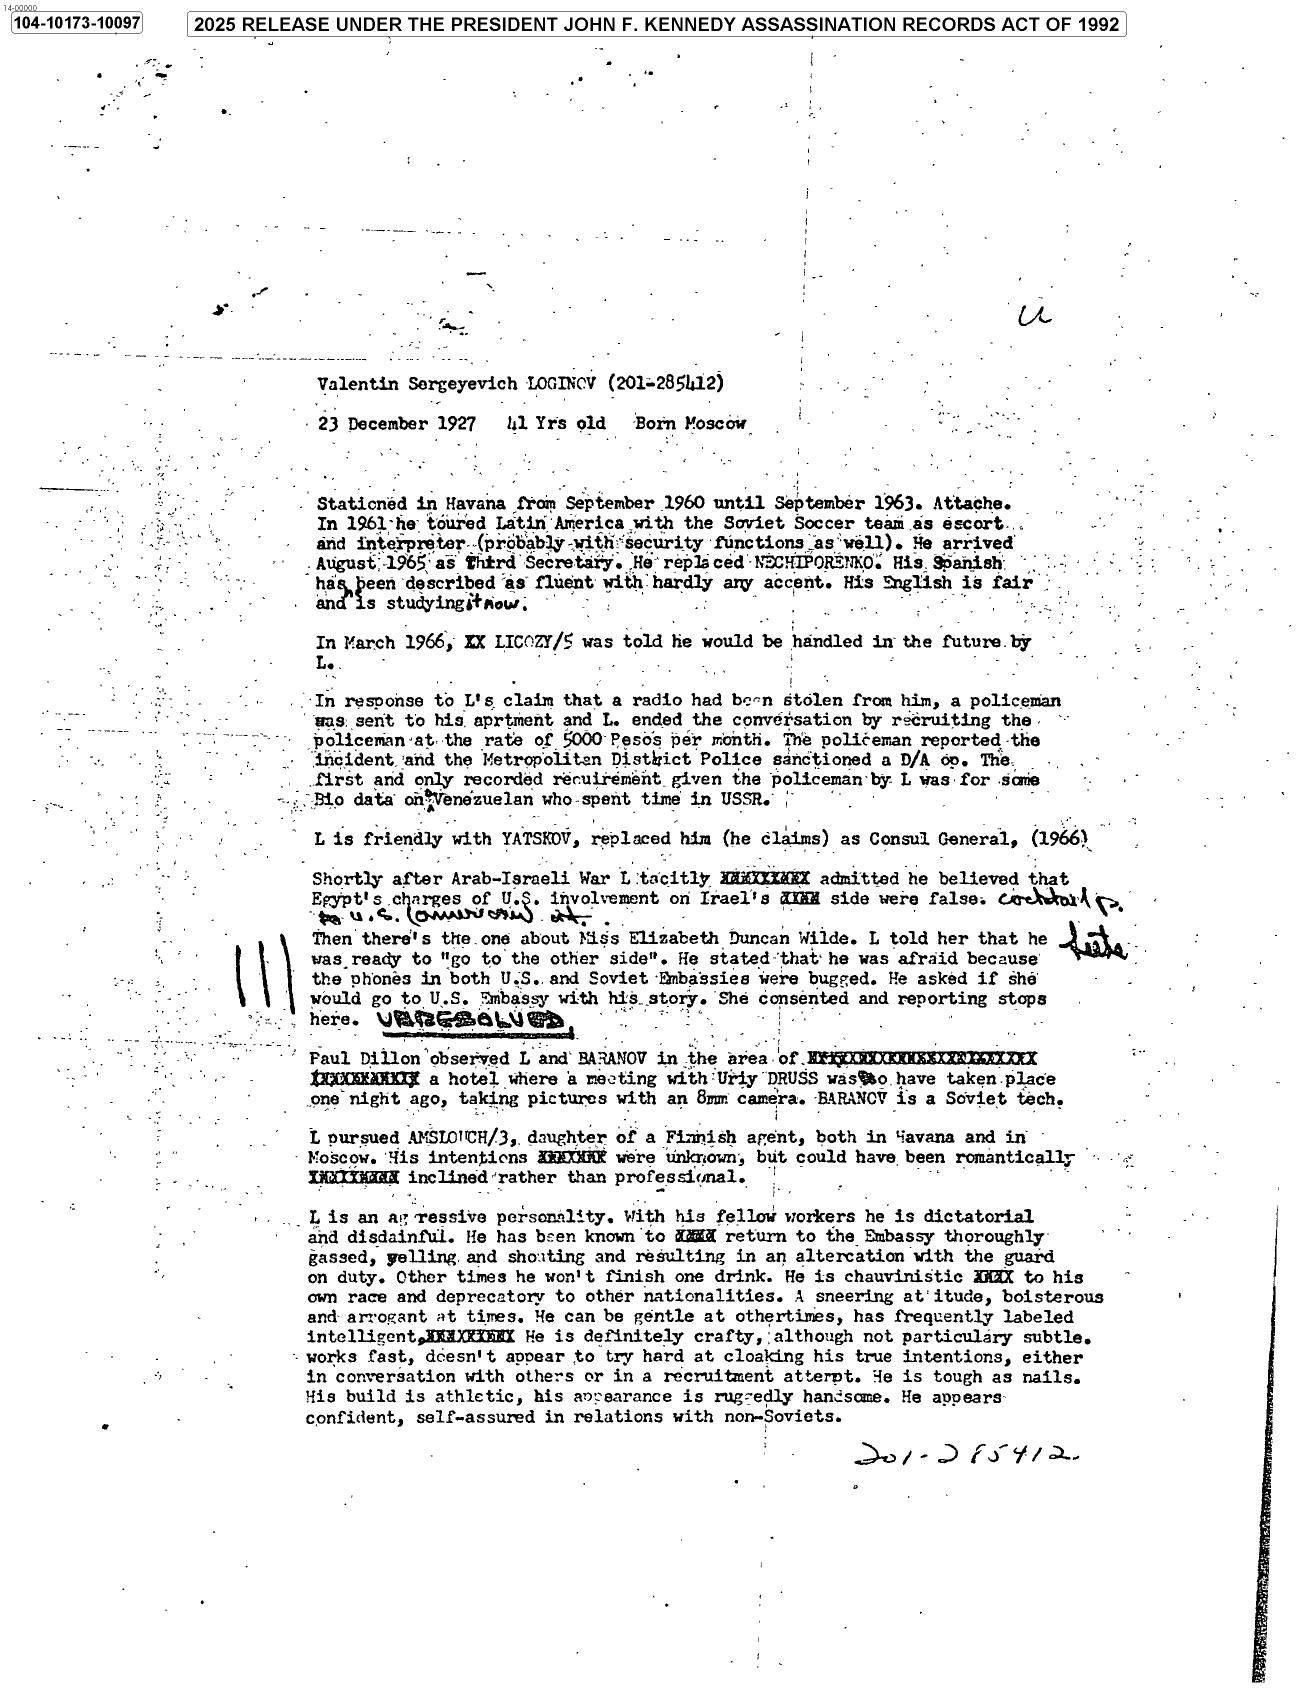 14-00000
104-10173-10097
2025 RELEASE UNDER THE PRESIDENT JOHN F. KENNEDY ASSASSINATION RECORDS ACT OF 1992
U
Valentin Sergeyevich LOGINOV (201-285412)
23 December 1927 41 Yrs old Born Moscow
Stationed in Havana from September 1960 until September 1963. Attache.
In 1961 he toured Latin America with the Soviet Soccer team as escort
and interpreter (probably with security functions as well). He arrived
August 1965 as Third Secretary. He replaced NECHIPORENKO. His Spanish
has been described as fluent with hardly any accent. His English is fair
and he is studying it now.
In March 1966, XX LICOZY/5 was told he would be handled in the future by
L.
In response to L's claim that a radio had been stolen from him, a policeman
was sent to his aprtment and L. ended the conversation by recruiting the
policeman at the rate of 5000 Pesos per month. The policeman reported the
incident and the Metropolitan District Police sanctioned a D/A op. The
first and only recorded recuirement given the policeman by L was for some
Bio data on a Venezuelan who spent time in USSR.
L is friendly with YATSKOV, replaced him (he claims) as Consul General, (1966)
Shortly after Arab-Israeli War L tacitly XXXXXXXXX admitted he believed that
Egypt's charges of U.S. involvement on Irael's XXXX side were false. cocktail p.
to U.S. (American)
Then there's the one about Miss Elizabeth Duncan Wilde. L told her that he
was ready to "go to the other side". He stated that he was afraid because
the phones in both U.S. and Soviet Embassies were bugged. He asked if she
would go to U.S. Embassy with his story. She consented and reporting stops
here. UNRESOLVED
Paul Dillon observed L and BARANOV in the area of XXXXXXXXXXXXXXXXXXXXXXX
XXXXXXXXXXX a hotel where a meeting with Uriy DRUSS was to have taken place
one night ago, taking pictures with an 8mm camera. BARANOV is a Soviet tech.
L pursued AMSLOUCH/3, daughter of a Finnish agent, both in Havana and in
Moscow. His intentions XXXXXXX were unknown, but could have been romantically
XXXXXXXXX inclined rather than professional.
L is an aggressive personality. With his fellow workers he is dictatorial
and disdainful. He has been known to XXXX return to the Embassy thoroughly
gassed, yelling and shouting and resulting in an altercation with the guard
on duty. Other times he won't finish one drink. He is chauvinistic XXXX to his
own race and deprecatory to other nationalities. A sneering attitude, boisterous
and arrogant at times. He can be gentle at othertimes, has frequently labeled
intelligent, XXXXXXXXX He is definitely crafty, although not particulary subtle.
works fast, doesn't appear to try hard at cloaking his true intentions, either
in conversation with others or in a recruitment attempt. He is tough as nails.
His build is athletic, his appearance is ruggedly handsome. He appears
confident, self-assured in relations with non-Soviets.
201-285412